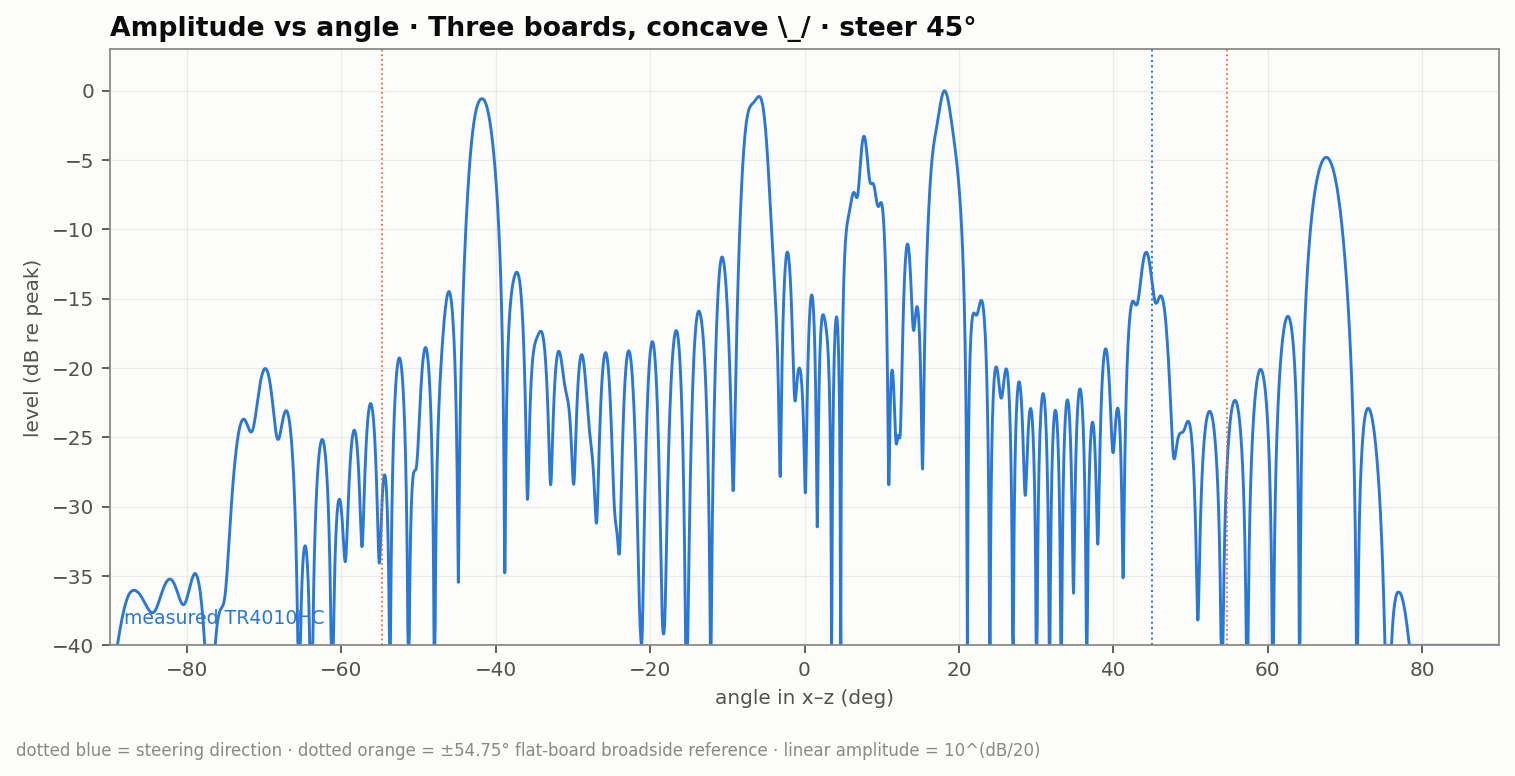 Amplitude vs angle · Three boards, concave \_/ · steer 45°
level (dB re peak)
0
−5
−10
−15
−20
−25
−30
−35
−40
measured TR4010HC
−80 −60 −40 −20 0 20 40 60 80
angle in x–z (deg)
dotted blue = steering direction · dotted orange = ±54.75° flat-board broadside reference · linear amplitude = 10^(dB/20)